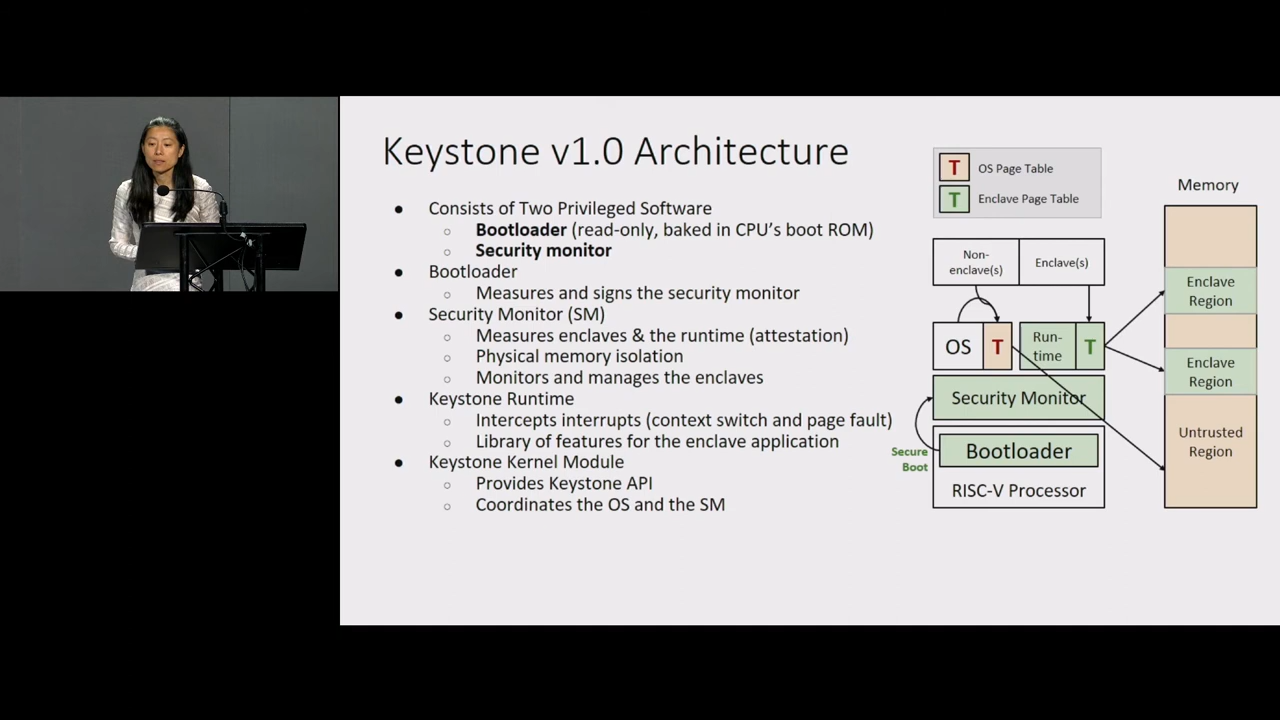 Keystone v1.0 Architecture
● Consists of Two Privileged Software
○ Bootloader (read-only, baked in CPU's boot ROM)
○ Security monitor
● Bootloader
○ Measures and signs the security monitor
● Security Monitor (SM)
○ Measures enclaves & the runtime (attestation)
○ Physical memory isolation
○ Monitors and manages the enclaves
● Keystone Runtime
○ Intercepts interrupts (context switch and page fault)
○ Library of features for the enclave application
● Keystone Kernel Module
○ Provides Keystone API
○ Coordinates the OS and the SM
T OS Page Table
T Enclave Page Table
Non-
enclave(s)
Enclave(s)
OS T
Run-
time
T
Security Monitor
Secure
Boot
Bootloader
RISC-V Processor
Memory
Enclave
Region
Enclave
Region
Untrusted
Region